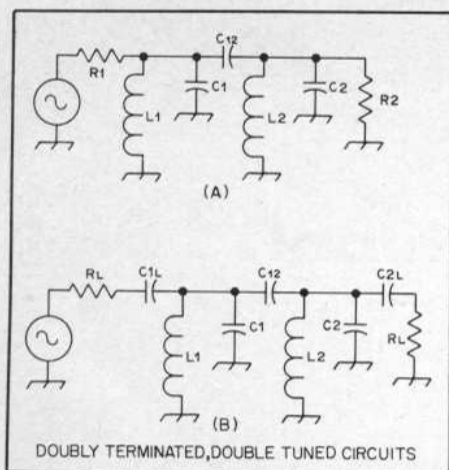 C12
R1
L1
C1
L2
C2
R2
(A)
RL
C1L
C12
C2L
L1
C1
L2
C2
RL
(B)
DOUBLY TERMINATED, DOUBLE TUNED CIRCUITS